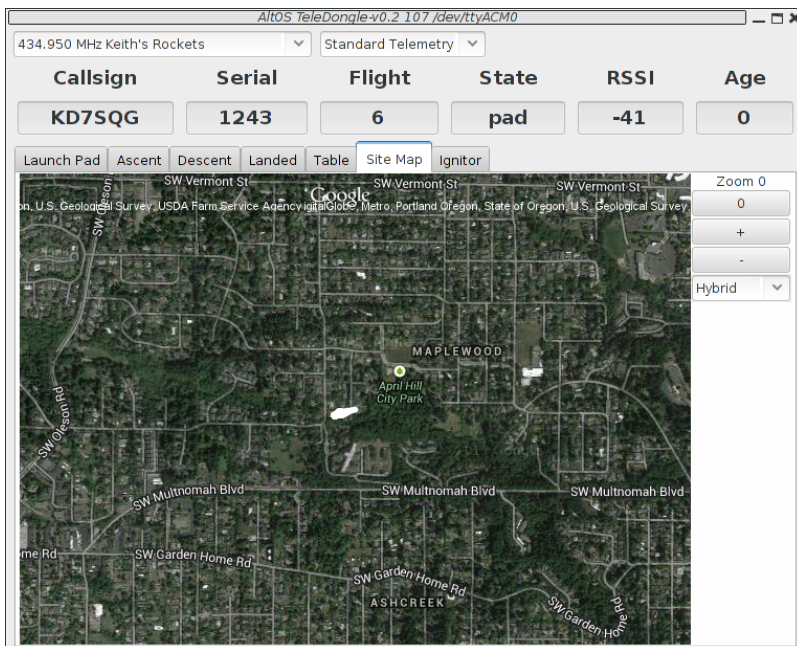 AltOS TeleDongle-v0.2 107 /dev/ttyACM0
434.950 MHz Keith's Rockets
Standard Telemetry
Callsign Serial Flight State RSSI Age
KD7SQG 1243 6 pad -41 0
Launch Pad Ascent Descent Landed Table Site Map Ignitor
Zoom 0
0
+
-
Hybrid
SW Vermont St SW Vermont St SW Vermont St
Google
on, U.S. Geological Survey, USDA Farm Service Agency igitalGlobe, Metro, Portland Oregon, State of Oregon, U.S. Geological Survey
SW Oleson Rd
MAPLEWOOD
April Hill
City Park
SW Oleson Rd
SW Multnomah Blvd SW Multnomah Blvd SW Multnomah Blvd
me Rd SW Garden Home Rd
SW Garden Home Rd
ASHCREEK
SW Garden Home Rd